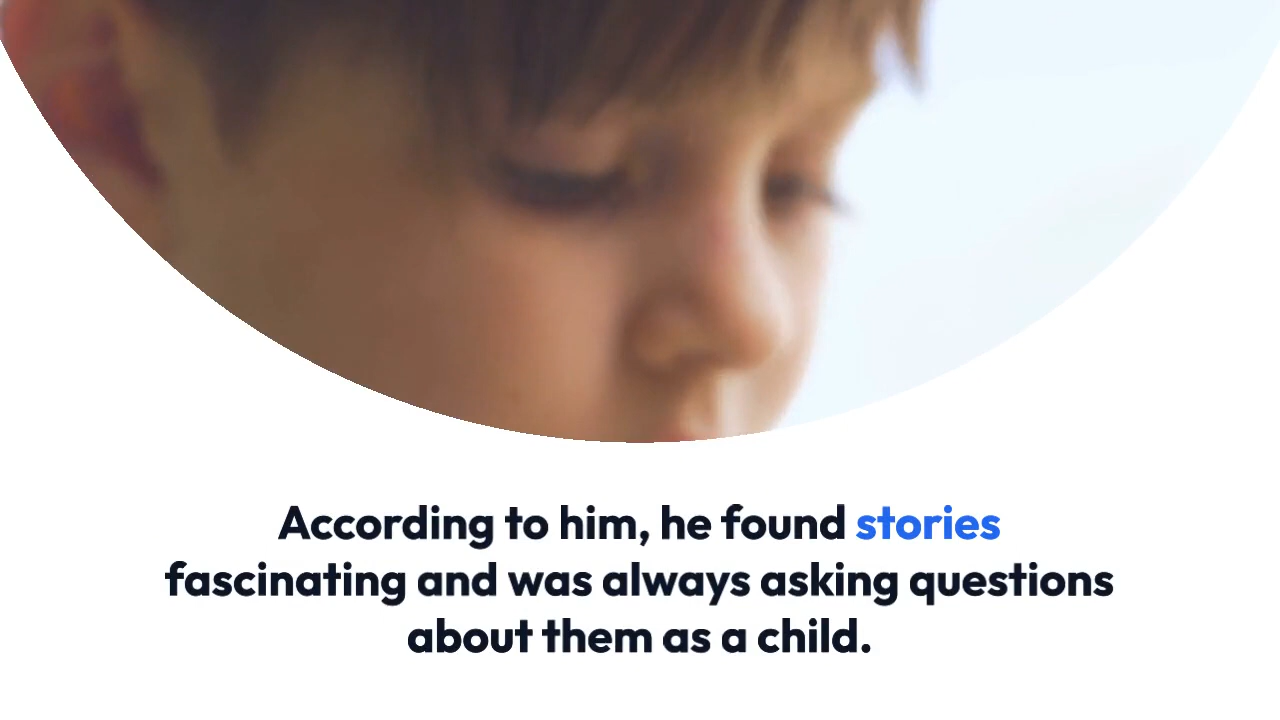 According to him, he found stories
fascinating and was always asking questions
about them as a child.